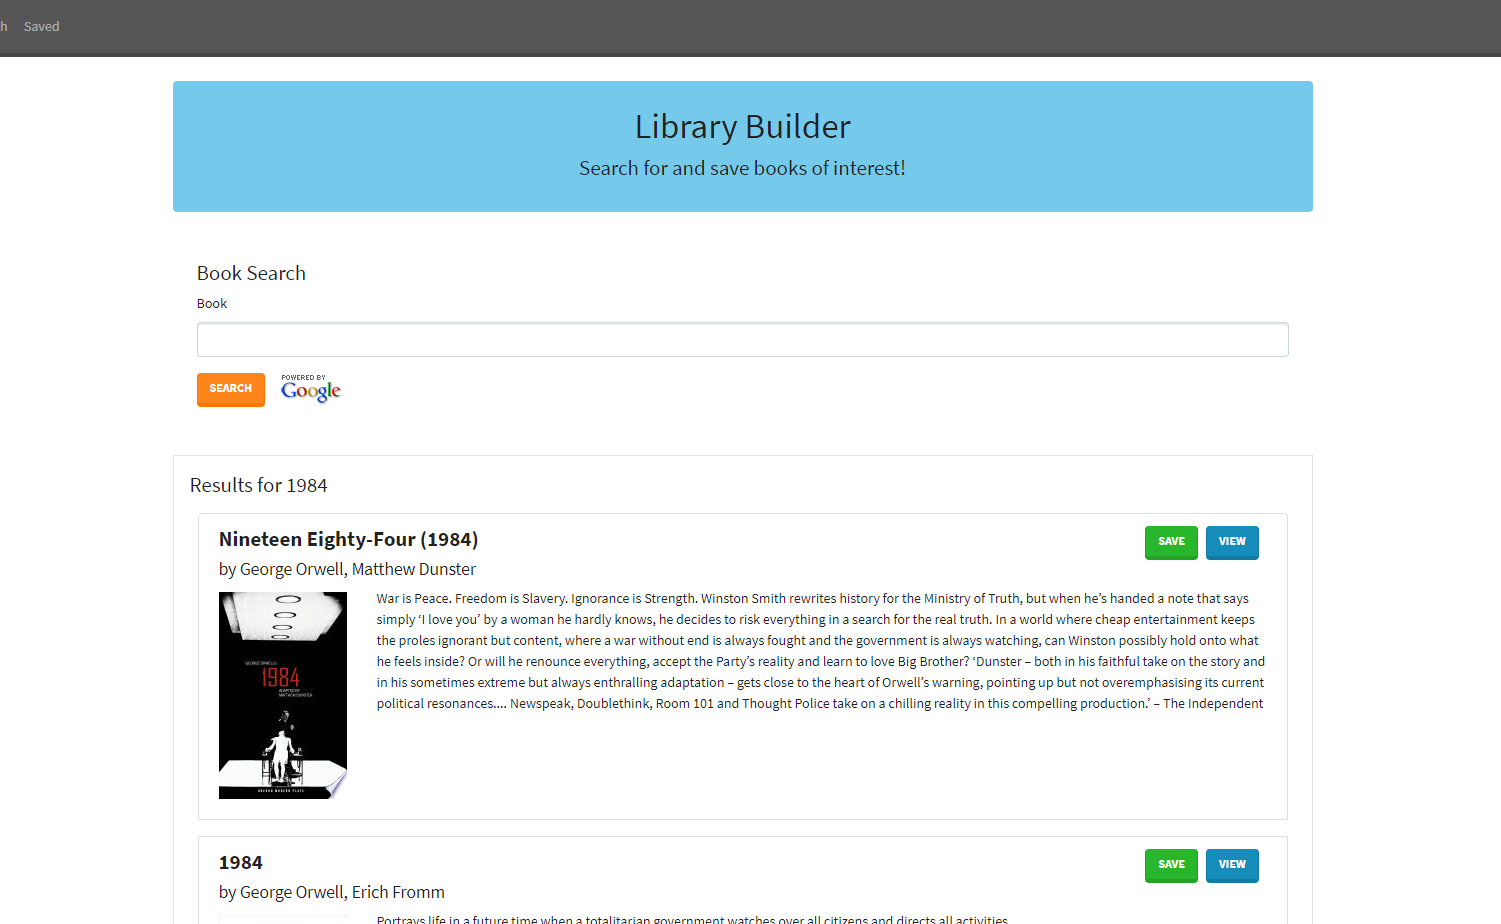 h Saved
Library Builder
Search for and save books of interest!
Book Search
Book
SEARCH
POWERED BY
Google
Results for 1984
Nineteen Eighty-Four (1984)
SAVE VIEW
by George Orwell, Matthew Dunster
War is Peace. Freedom is Slavery. Ignorance is Strength. Winston Smith rewrites history for the Ministry of Truth, but when he’s handed a note that says
simply ‘I love you’ by a woman he hardly knows, he decides to risk everything in a search for the real truth. In a world where cheap entertainment keeps
the proles ignorant but content, where a war without end is always fought and the government is always watching, can Winston possibly hold onto what
he feels inside? Or will he renounce everything, accept the Party’s reality and learn to love Big Brother? ‘Dunster – both in his faithful take on the story and
in his sometimes extreme but always enthralling adaptation – gets close to the heart of Orwell’s warning, pointing up but not overemphasising its current
political resonances.... Newspeak, Doublethink, Room 101 and Thought Police take on a chilling reality in this compelling production.’ – The Independent
GEORGE ORWELL'S
1984
ADAPTED BY
MATTHEW DUNSTER
OBERON MODERN PLAYS
1984
SAVE VIEW
by George Orwell, Erich Fromm
Portrays life in a future time when a totalitarian government watches over all citizens and directs all activities